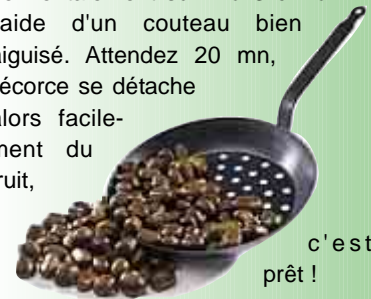 aide d'un couteau bien
aiguisé. Attendez 20 mn,
écorce se détache
alors facile-
ment du
fruit,
c'est
prêt !